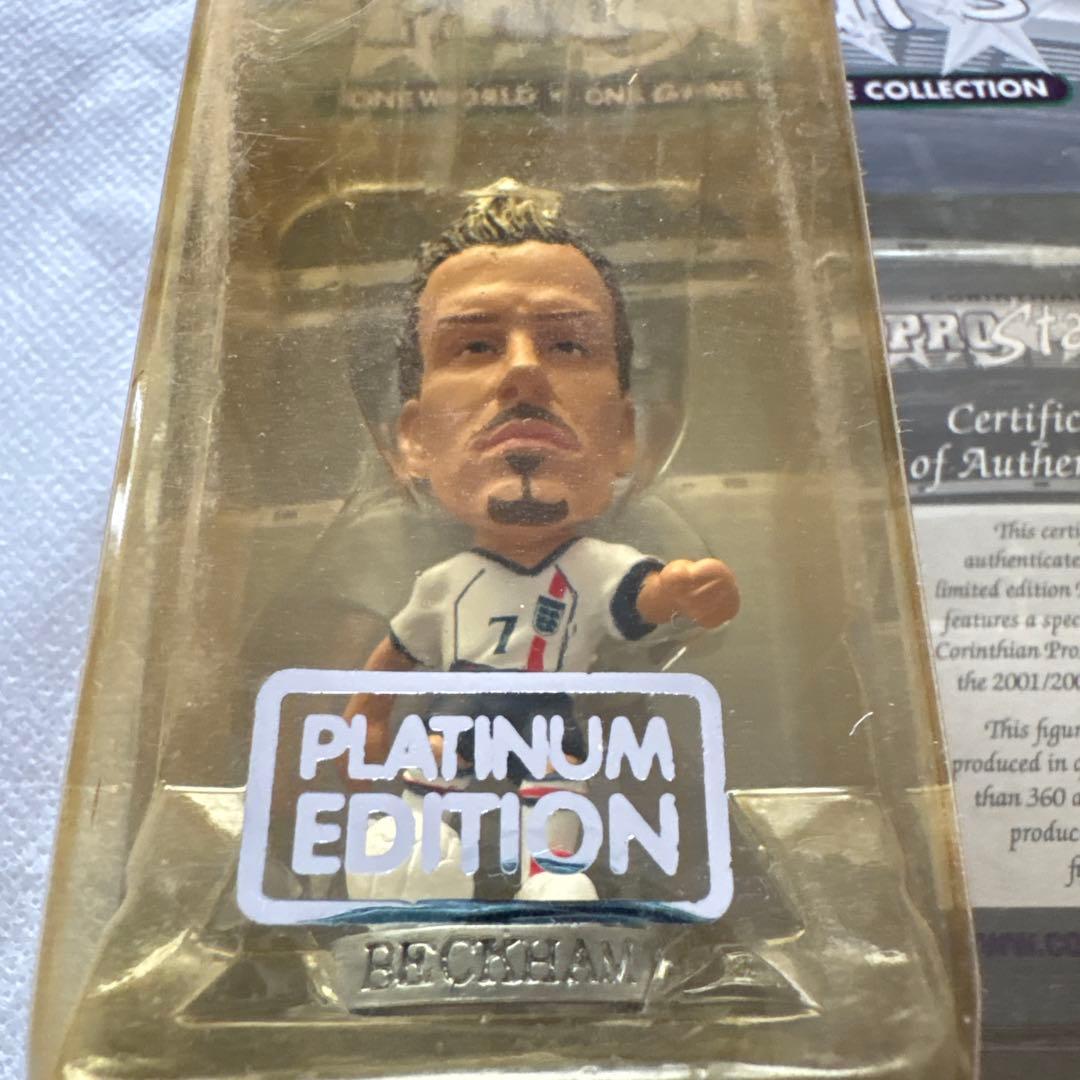 ONE WORLD • ONE GAME
COLLECTION
PROSta
Certific
of Authe
This certi
authenticate
limited edition
features a spec
Corinthian Pro
the 2001/200
This figur
produced in
than 360 a
produc
7
PLATINUM
EDITION
BECKHAM